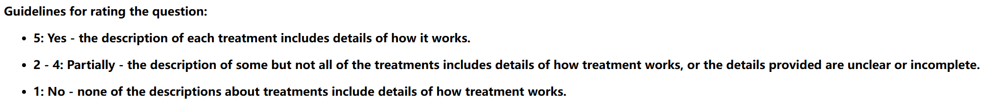 Guidelines for rating the question:
• 5: Yes - the description of each treatment includes details of how it works.
• 2 - 4: Partially - the description of some but not all of the treatments includes details of how treatment works, or the details provided are unclear or incomplete.
• 1: No - none of the descriptions about treatments include details of how treatment works.